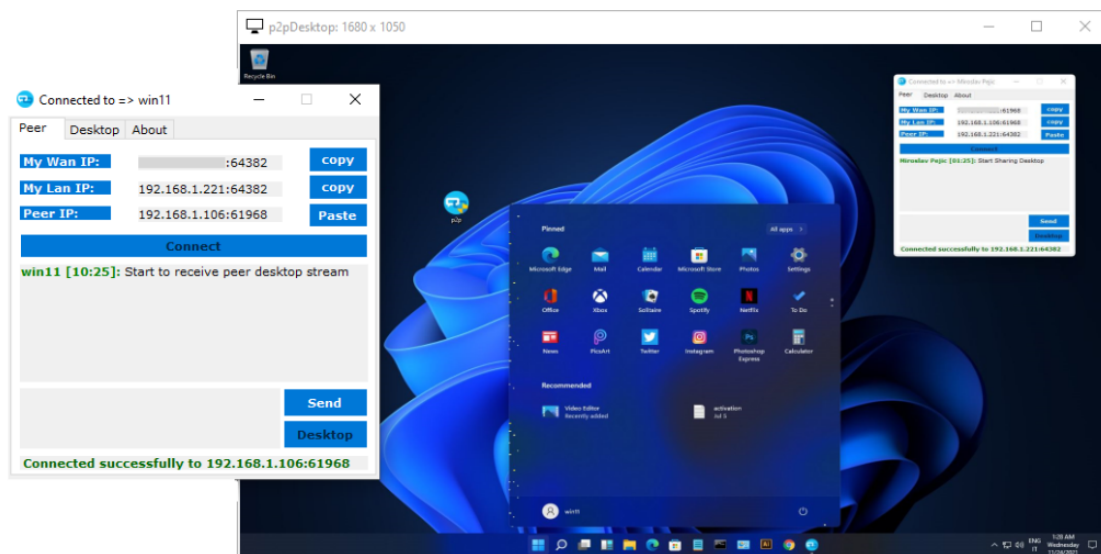 p2pDesktop: 1680 x 1050
Recycle Bin
Connected to => win11
Peer Desktop About
My Wan IP: :64382 copy
My Lan IP: 192.168.1.221:64382 copy
Peer IP: 192.168.1.106:61968 Paste
Connect
win11 [10:25]: Start to receive peer desktop stream
Send
Desktop
Connected successfully to 192.168.1.106:61968
Connected to => Miroslav Pejic
Peer Desktop About
My Wan IP: :61968 copy
My Lan IP: 192.168.1.106:61968 copy
Peer IP: 192.168.1.221:64382 Paste
Connect
Miroslav Pejic [01:25]: Start Sharing Desktop
Send
Desktop
Connected successfully to 192.168.1.221:64382
p2p
Pinned All apps >
Microsoft Edge Mail Calendar Microsoft Store Photos Settings
Office Xbox Solitaire Spotify Netflix To Do
News PicsArt Twitter Instagram Photoshop Express Calculator
Recommended
Video Editor
Recently added
activation
Jul 5
win11
ENG
IT
1:28 AM
Wednesday